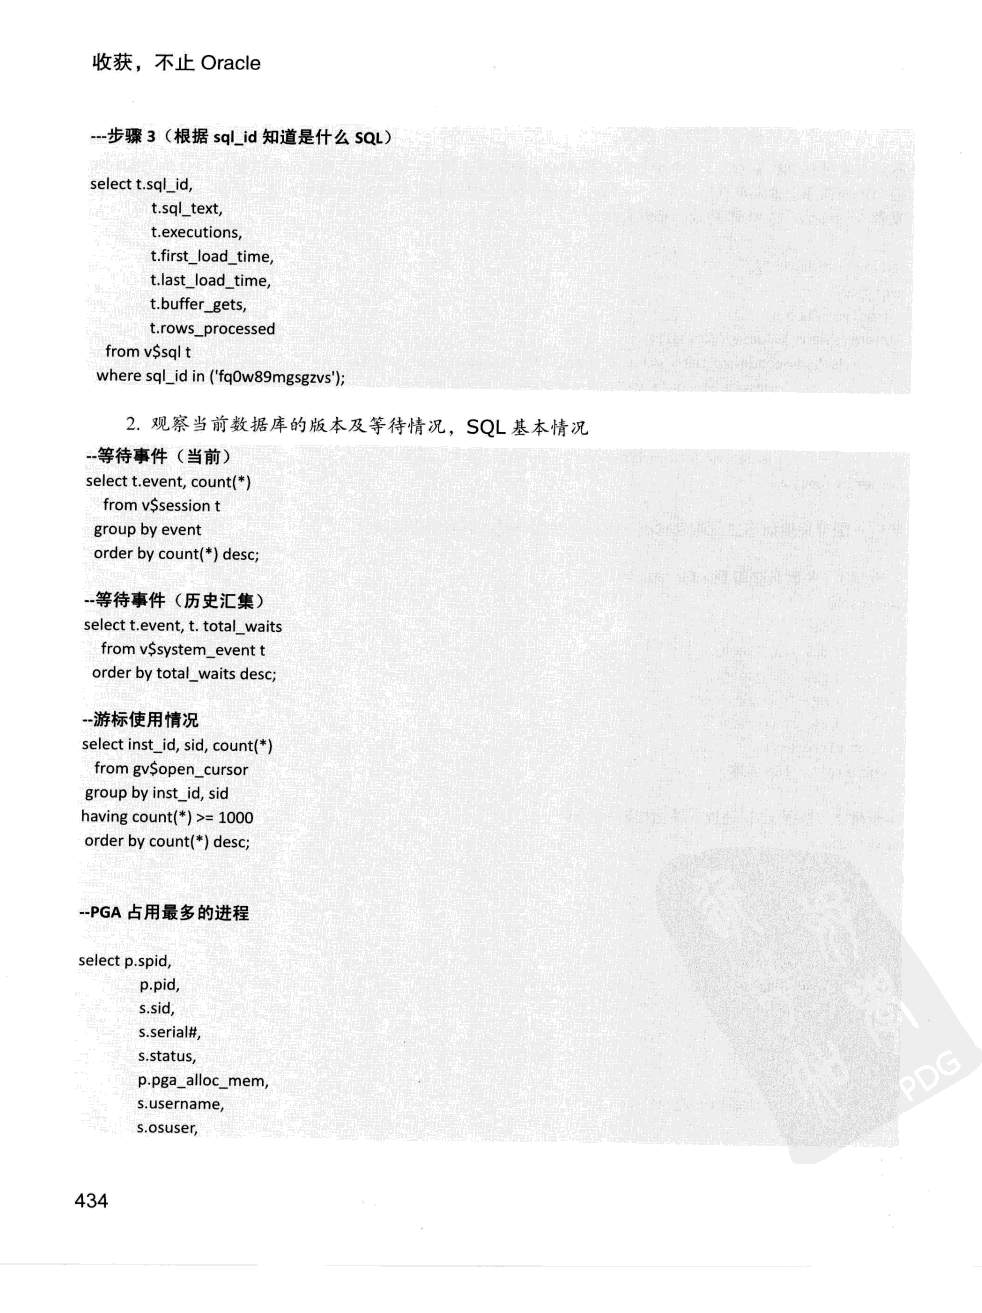 收获，不止 Oracle
---步骤 3（根据 sql_id 知道是什么 SQL）
select t.sql_id,
t.sql_text,
t.executions,
t.first_load_time,
t.last_load_time,
t.buffer_gets,
t.rows_processed
from v$sql t
where sql_id in ('fq0w89mgsgzvs');
2. 观察当前数据库的版本及等待情况，SQL 基本情况
--等待事件（当前）
select t.event, count(*)
from v$session t
group by event
order by count(*) desc;
--等待事件（历史汇集）
select t.event, t. total_waits
from v$system_event t
order by total_waits desc;
--游标使用情况
select inst_id, sid, count(*)
from gv$open_cursor
group by inst_id, sid
having count(*) >= 1000
order by count(*) desc;
--PGA 占用最多的进程
select p.spid,
p.pid,
s.sid,
s.serial#,
s.status,
p.pga_alloc_mem,
s.username,
s.osuser,
PDG
434